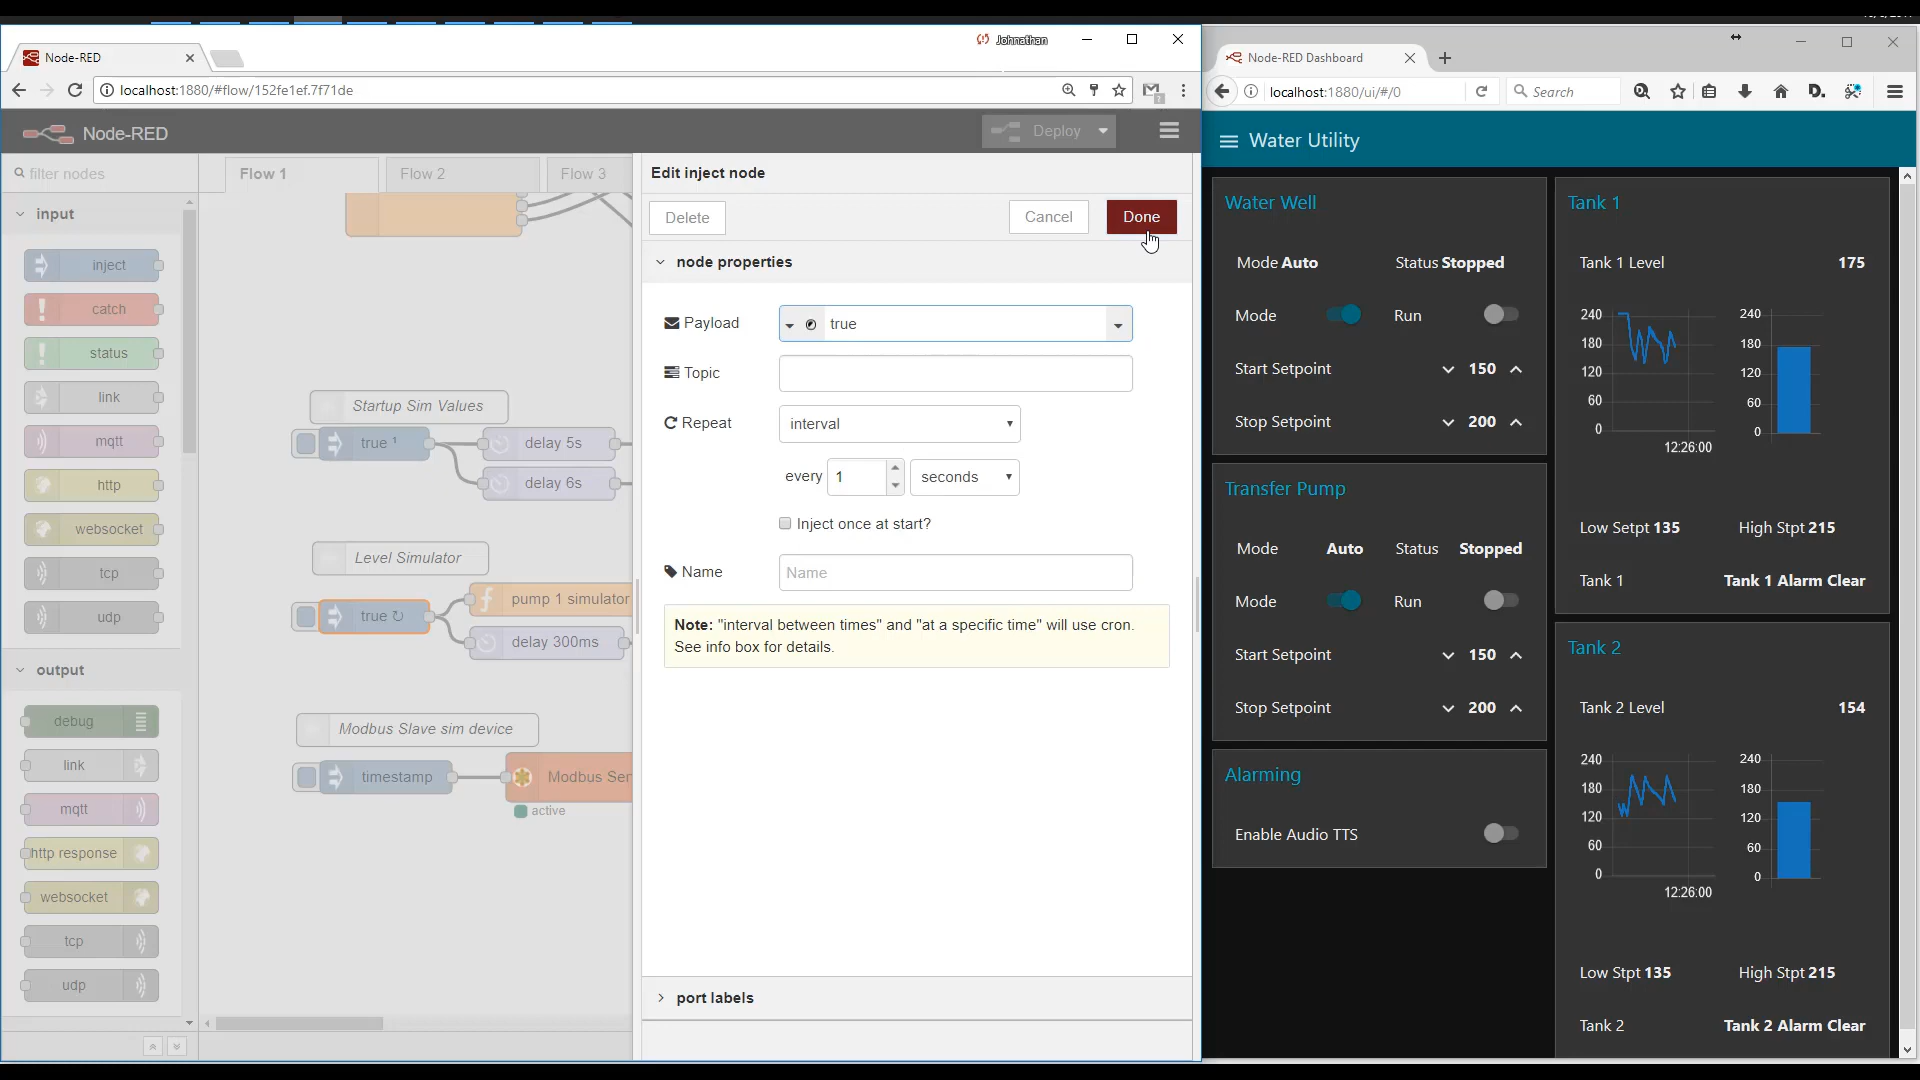 Johnathan
Node-RED
localhost:1880/#flow/152fe1ef.7f71de
Node-RED
Deploy
filter nodes
input
inject
catch
status
link
mqtt
http
websocket
tcp
udp
output
debug
link
mqtt
http response
websocket
tcp
udp
Flow 1
Flow 2
Flow 3
Startup Sim Values
true ¹
delay 5s
delay 6s
Level Simulator
true ↻
pump 1 simulator
delay 300ms
Modbus Slave sim device
timestamp
Modbus Ser
active
Edit inject node
Delete
Cancel
Done
node properties
Payload
true
Topic
Repeat
interval
every
1
seconds
Inject once at start?
Name
Name
Note: "interval between times" and "at a specific time" will use cron.
See info box for details.
port labels
Node-RED Dashboard
localhost:1880/ui/#/0
Search
Water Utility
Water Well
Mode Auto
Status Stopped
Mode
Run
Start Setpoint
150
Stop Setpoint
200
Transfer Pump
Mode Auto
Status Stopped
Mode
Run
Start Setpoint
150
Stop Setpoint
200
Alarming
Enable Audio TTS
Tank 1
Tank 1 Level
175
240
180
120
60
0
12:26:00
240
180
120
60
0
Low Setpt 135
High Stpt 215
Tank 1
Tank 1 Alarm Clear
Tank 2
Tank 2 Level
154
240
180
120
60
0
12:26:00
240
180
120
60
0
Low Stpt 135
High Stpt 215
Tank 2
Tank 2 Alarm Clear